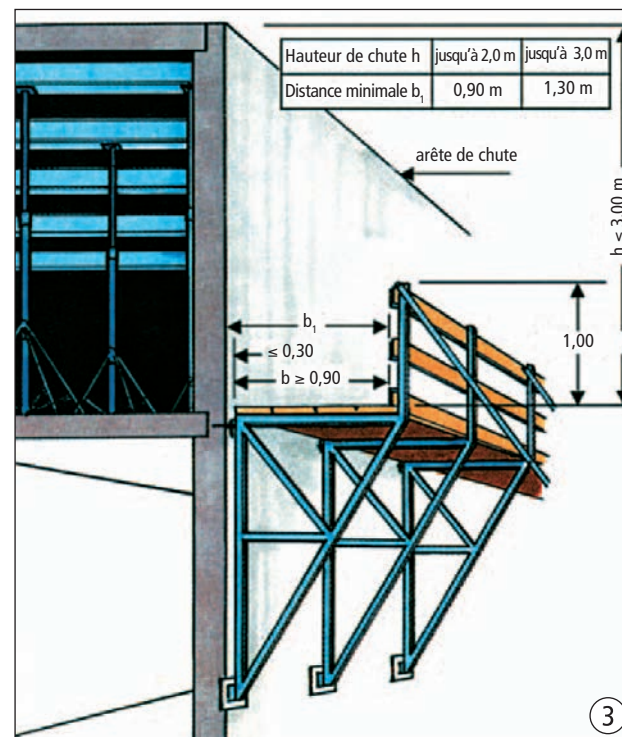 Hauteur de chute h jusqu'à 2,0 m jusqu'à 3,0 m
Distance minimale b₁ 0,90 m 1,30 m
arête de chute
h ≤ 3,00 m
b₁
≤ 0,30
b ≥ 0,90
1,00
3